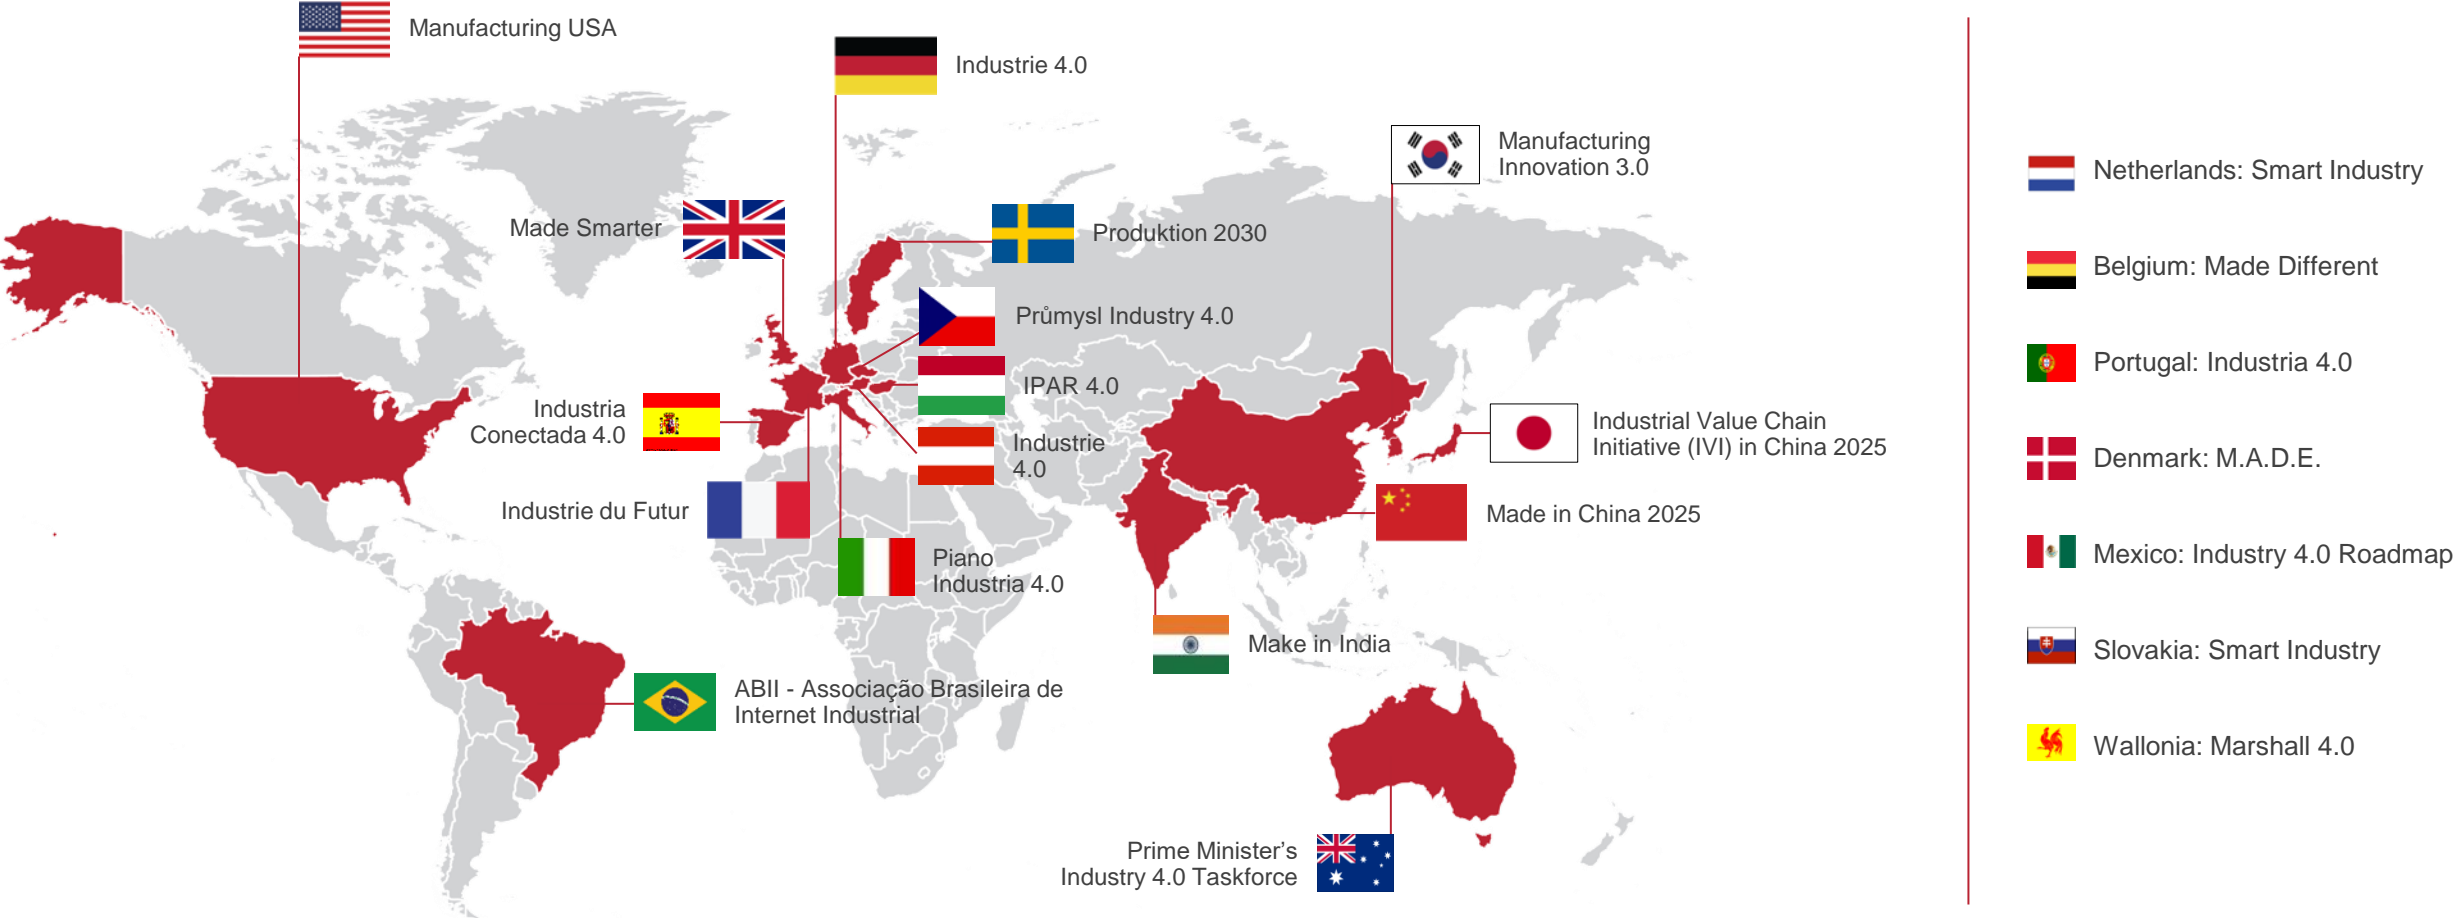 Manufacturing USA
Industrie 4.0
Manufacturing
Innovation 3.0
Made Smarter
Produktion 2030
Průmysl Industry 4.0
IPAR 4.0
Industria
Conectada 4.0
Industrie
4.0
Industrial Value Chain
Initiative (IVI) in China 2025
Industrie du Futur
Made in China 2025
Piano
Industria 4.0
Make in India
ABII - Associação Brasileira de
Internet Industrial
Prime Minister’s
Industry 4.0 Taskforce
Netherlands: Smart Industry
Belgium: Made Different
Portugal: Industria 4.0
Denmark: M.A.D.E.
Mexico: Industry 4.0 Roadmap
Slovakia: Smart Industry
Wallonia: Marshall 4.0